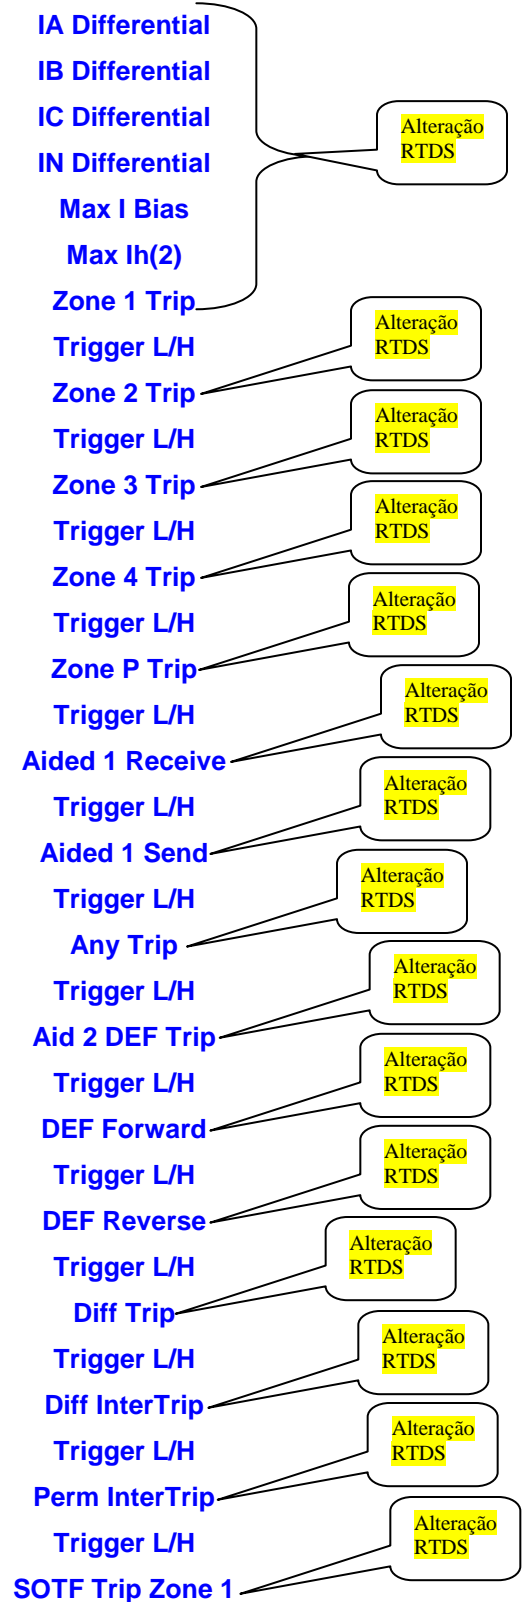 IA Differential
IB Differential
IC Differential
IN Differential
Alteração
RTDS
Max I Bias
Max Ih(2)
Zone 1 Trip
Trigger L/H
Alteração
RTDS
Zone 2 Trip
Trigger L/H
Alteração
RTDS
Zone 3 Trip
Trigger L/H
Alteração
RTDS
Zone 4 Trip
Trigger L/H
Alteração
RTDS
Zone P Trip
Trigger L/H
Alteração
RTDS
Aided 1 Receive
Trigger L/H
Alteração
RTDS
Aided 1 Send
Trigger L/H
Alteração
RTDS
Any Trip
Trigger L/H
Alteração
RTDS
Aid 2 DEF Trip
Trigger L/H
Alteração
RTDS
DEF Forward
Trigger L/H
Alteração
RTDS
DEF Reverse
Trigger L/H
Alteração
RTDS
Diff Trip
Trigger L/H
Alteração
RTDS
Diff InterTrip
Trigger L/H
Alteração
RTDS
Perm InterTrip
Trigger L/H
Alteração
RTDS
SOTF Trip Zone 1